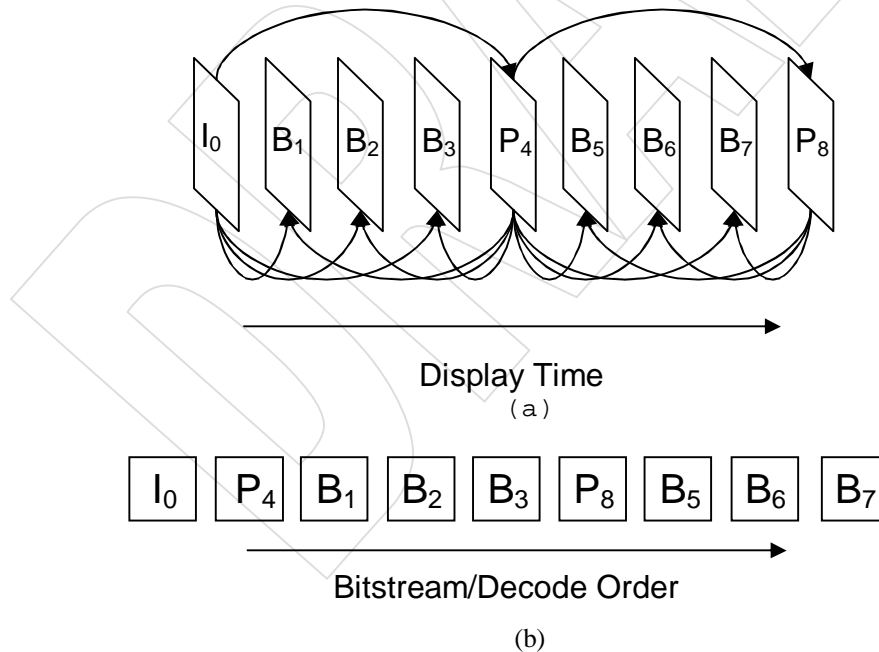 I₀ B₁ B₂ B₃ P₄ B₅ B₆ B₇ P₈
Display Time
(a)
I₀ P₄ B₁ B₂ B₃ P₈ B₅ B₆ B₇
Bitstream/Decode Order
(b)